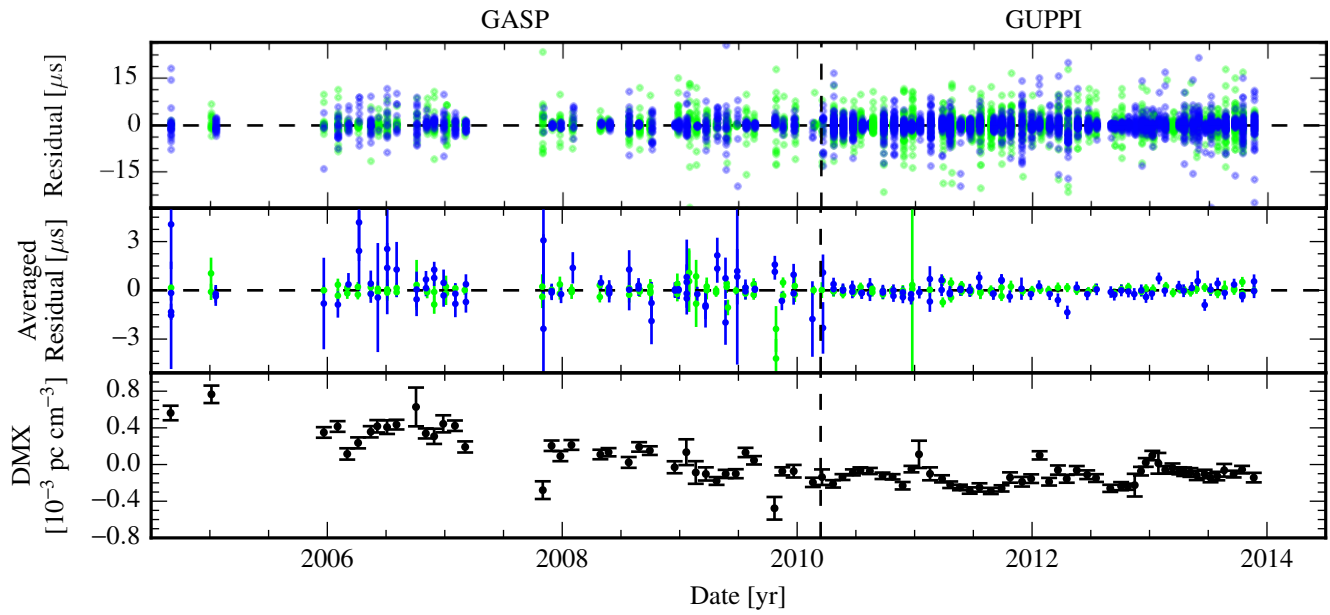 GASP GUPPI
Residual [μs]
15
0
−15
Averaged
Residual [μs]
3
0
−3
DMX
[10⁻³ pc cm⁻³]
0.8
0.4
0.0
−0.4
−0.8
2006 2008 2010 2012 2014
Date [yr]